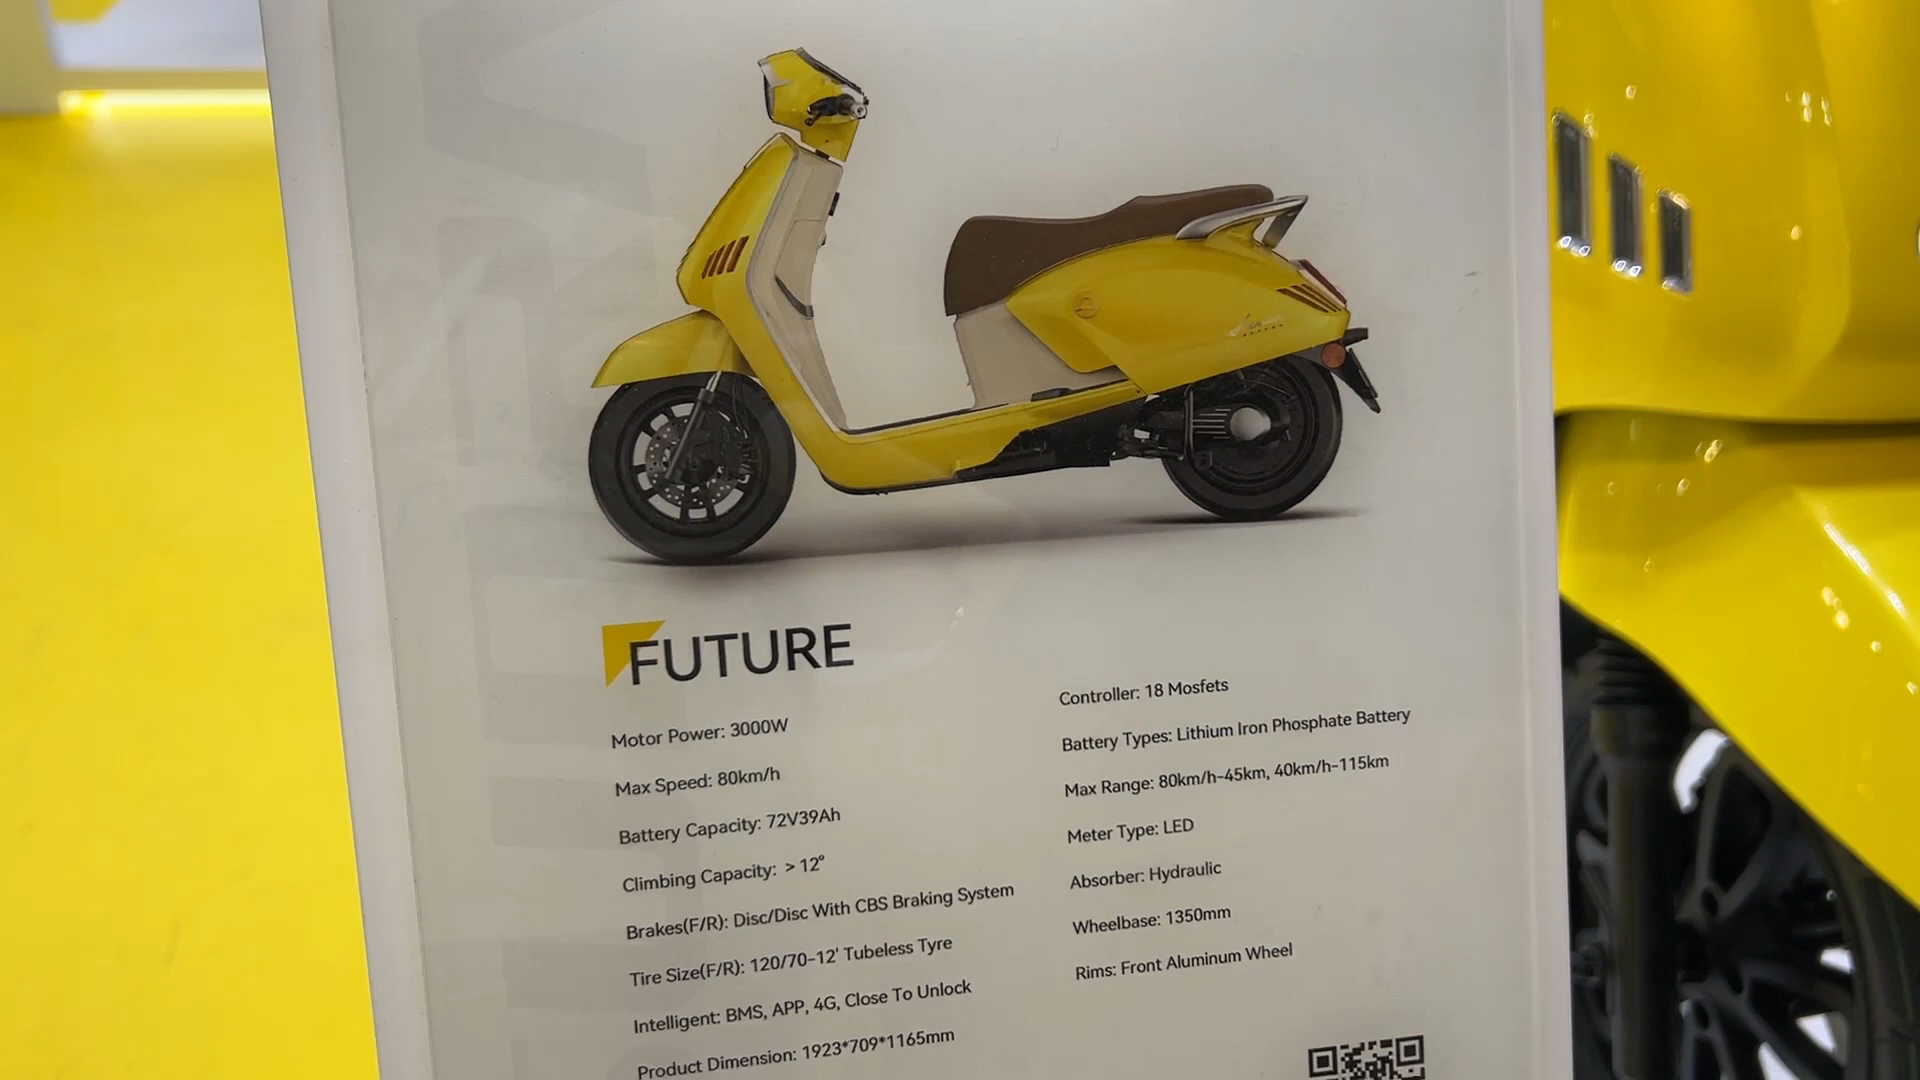 FUTURE
Motor Power: 3000W
Max Speed: 80km/h
Battery Capacity: 72V39Ah
Climbing Capacity: >12°
Brakes(F/R): Disc/Disc With CBS Braking System
Tire Size(F/R): 120/70-12' Tubeless Tyre
Intelligent: BMS, APP, 4G, Close To Unlock
Product Dimension: 1923*709*1165mm
Controller: 18 Mosfets
Battery Types: Lithium Iron Phosphate Battery
Max Range: 80km/h-45km, 40km/h-115km
Meter Type: LED
Absorber: Hydraulic
Wheelbase: 1350mm
Rims: Front Aluminum Wheel